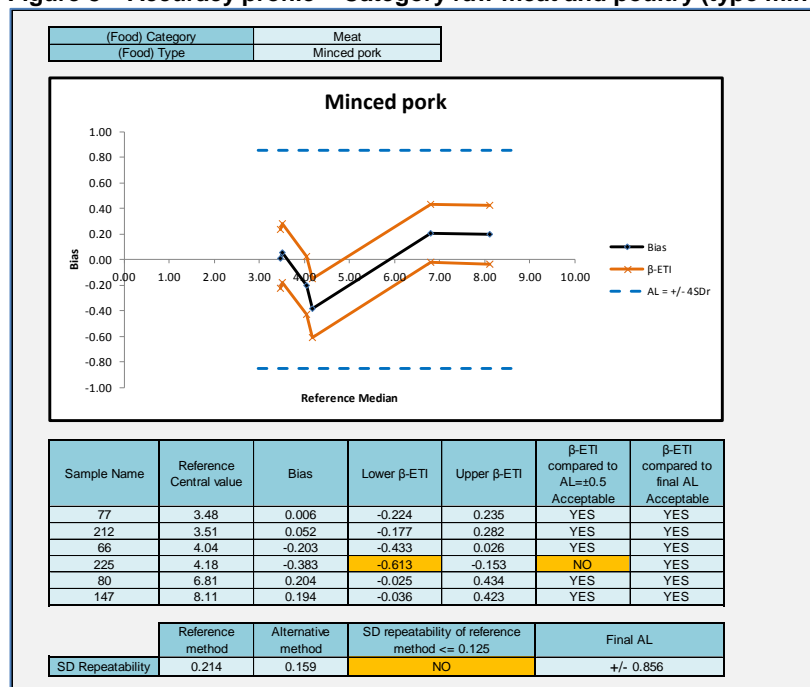 (Food) Category Meat
(Food) Type Minced pork
Minced pork
1.00
0.80
0.60
0.40
0.20
0.00
-0.20
-0.40
-0.60
-0.80
-1.00
0.00 1.00 2.00 3.00 4.00 5.00 6.00 7.00 8.00 9.00 10.00
Bias
Reference Median
Bias
β-ETI
AL = +/- 4SDr
Sample Name Reference Central value Bias Lower β-ETI Upper β-ETI β-ETI compared to AL=±0.5 Acceptable β-ETI compared to final AL Acceptable
77 3.48 0.006 -0.224 0.235 YES YES
212 3.51 0.052 -0.177 0.282 YES YES
66 4.04 -0.203 -0.433 0.026 YES YES
225 4.18 -0.383 -0.613 -0.153 NO YES
80 6.81 0.204 -0.025 0.434 YES YES
147 8.11 0.194 -0.036 0.423 YES YES
Reference method Alternative method SD repeatability of reference method <= 0.125 Final AL
SD Repeatability 0.214 0.159 NO +/- 0.856